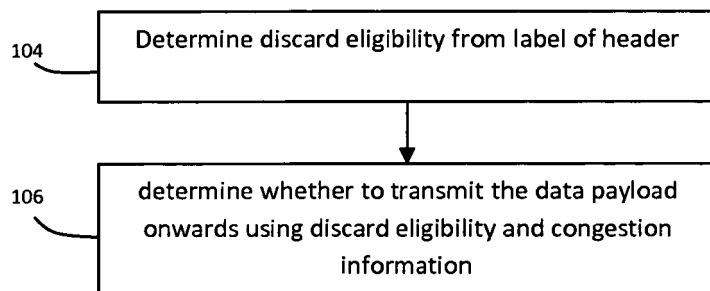 104
Determine discard eligibility from label of header
106
determine whether to transmit the data payload
onwards using discard eligibility and congestion
information